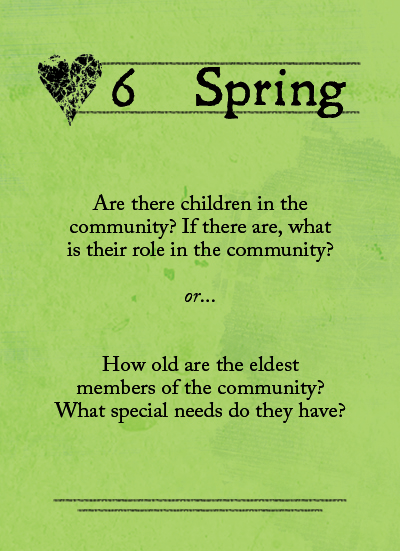 6 Spring
Are there children in the
community? If there are, what
is their role in the community?
or...
How old are the eldest
members of the community?
What special needs do they have?